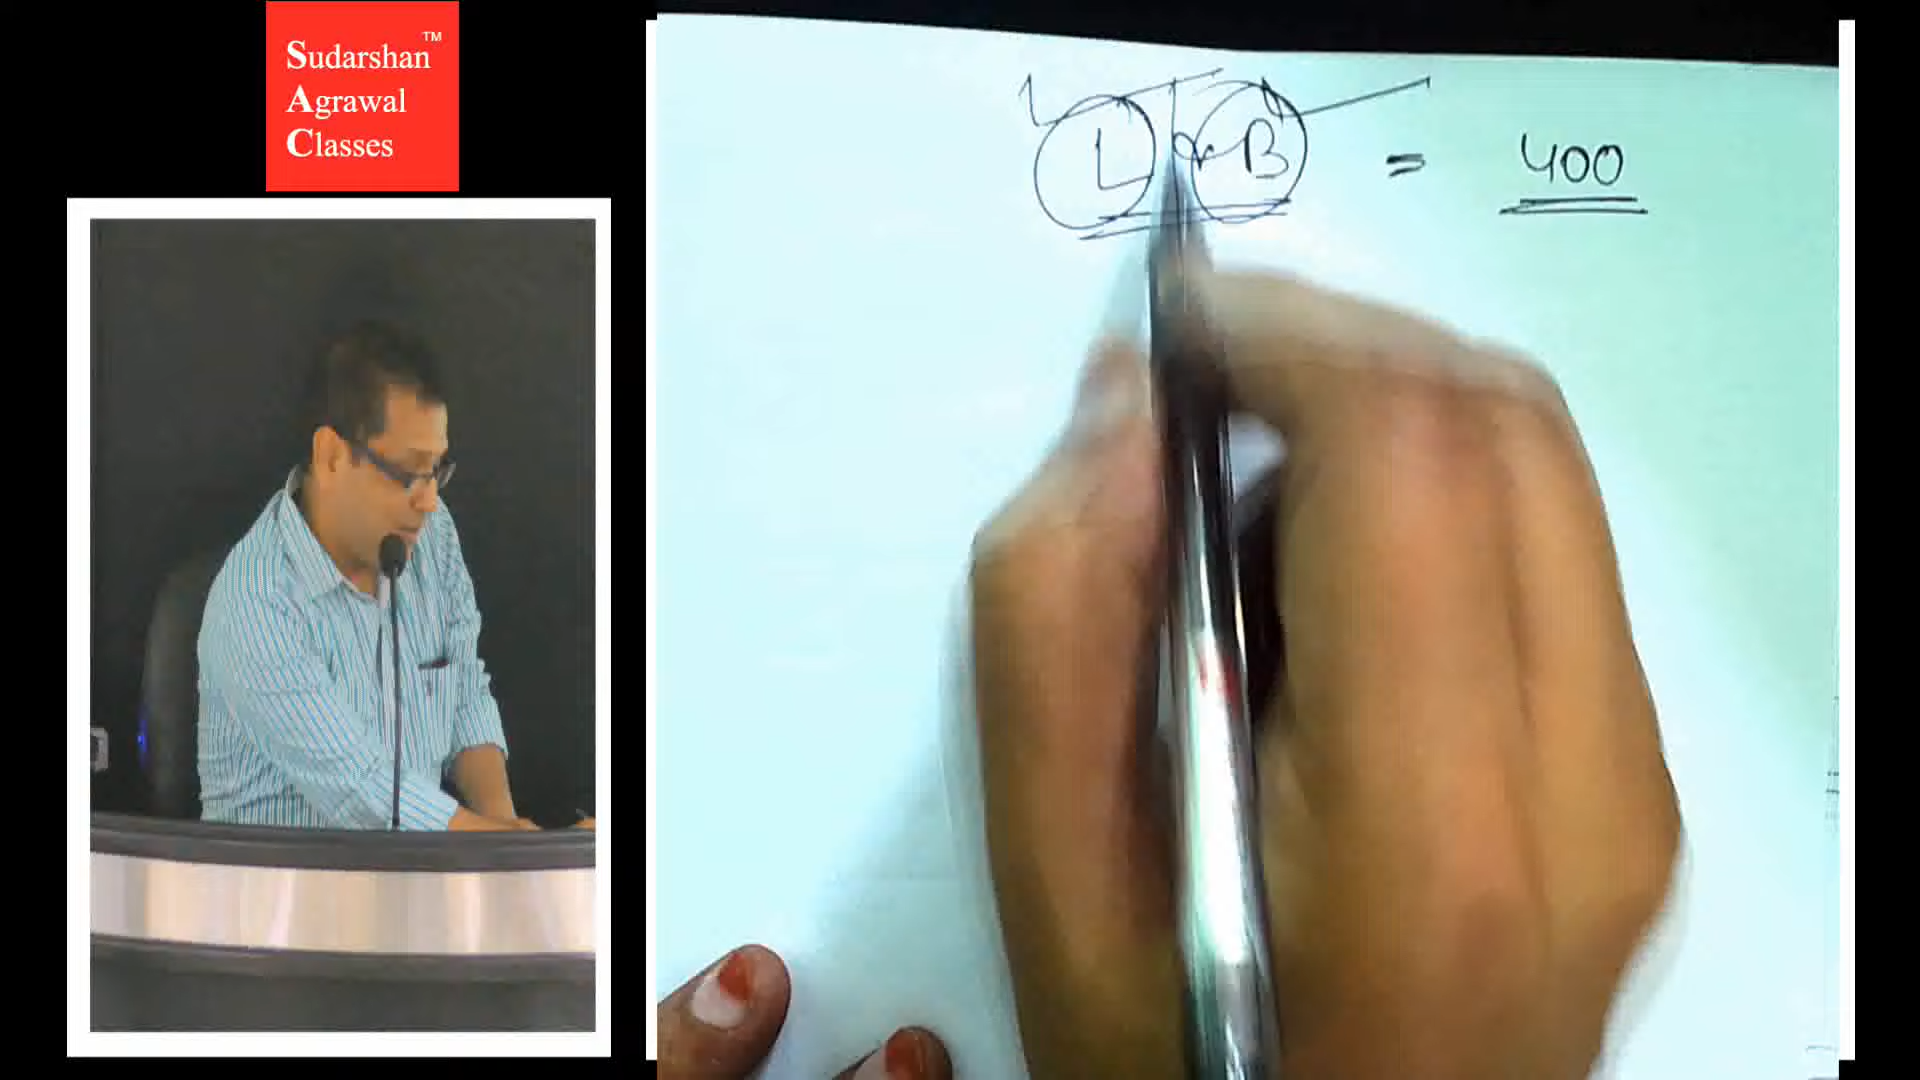 Sudarshan™
Agrawal
Classes
L × B = 400